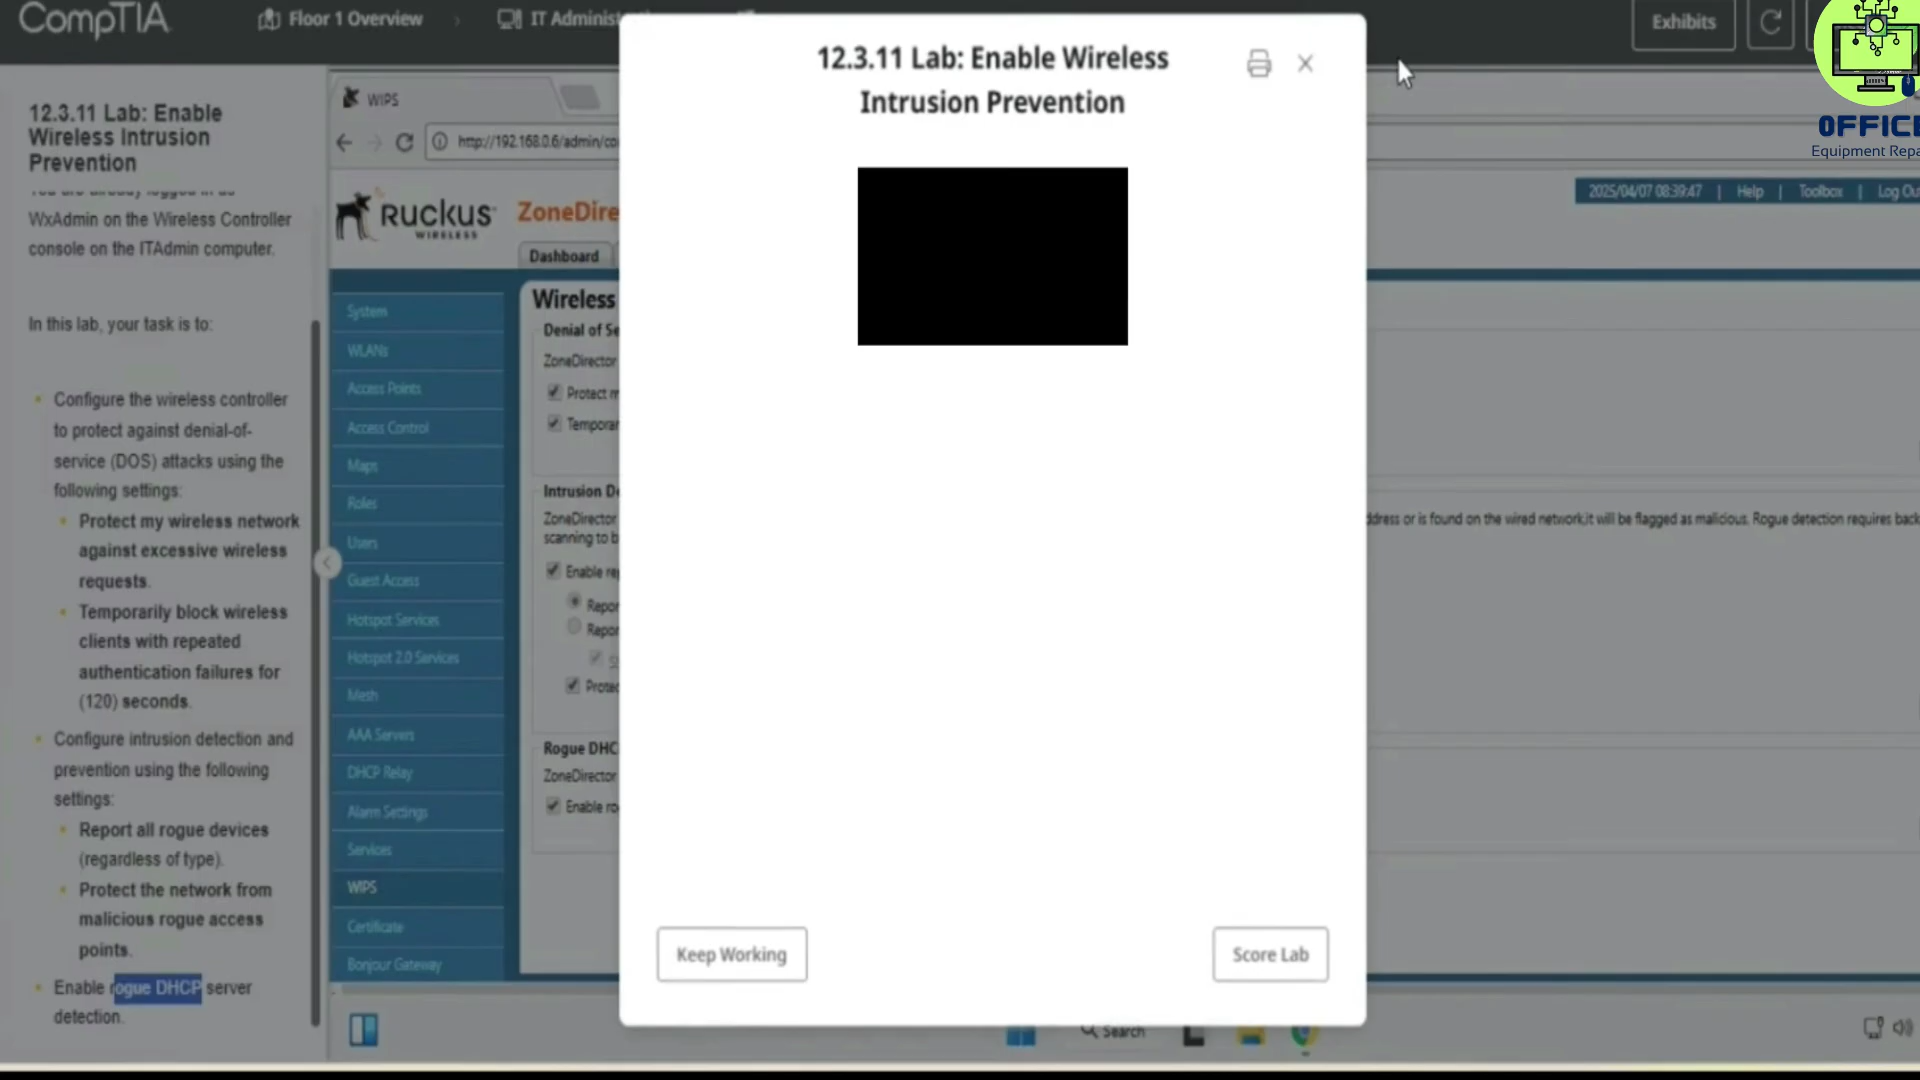 CompTIA
Floor 1 Overview
Exhibits
12.3.11 Lab: Enable
Wireless Intrusion
Prevention
WxAdmin on the Wireless Controller
console on the ITAdmin computer.
In this lab, your task is to:
Configure the wireless controller
to protect against denial-of-
service (DOS) attacks using the
following settings:
Protect my wireless network
against excessive wireless
requests.
Temporarily block wireless
clients with repeated
authentication failures for
(120) seconds.
Configure intrusion detection and
prevention using the following
settings:
Report all rogue devices
(regardless of type).
Protect the network from
malicious rogue access
points.
Enable rogue DHCP server
detection.
WIPS
http://192.168.0.6/admin/co
RUCKUS
WIRELESS
ZoneDire
2025/04/07 08:39:47 | Help | Toolbox | Log Ou
Dashboard
System
WLANs
Access Points
Access Control
Maps
Roles
Users
Guest Access
Hotspot Services
Hotspot 2.0 Services
Mesh
AAA Servers
DHCP Relay
Alarm Settings
Services
WIPS
Certificate
Bonjour Gateway
Wireless
Denial of Se
ZoneDirector
Protect m
Temporar
Intrusion De
ZoneDirector
scanning to b
ddress or is found on the wired network,it will be flagged as malicious. Rogue detection requires back
Enable rep
Repor
Repor
Protec
Rogue DHC
ZoneDirector
Enable ro
12.3.11 Lab: Enable Wireless
Intrusion Prevention
Keep Working
Score Lab
Search
OFFICE
Equipment Repa